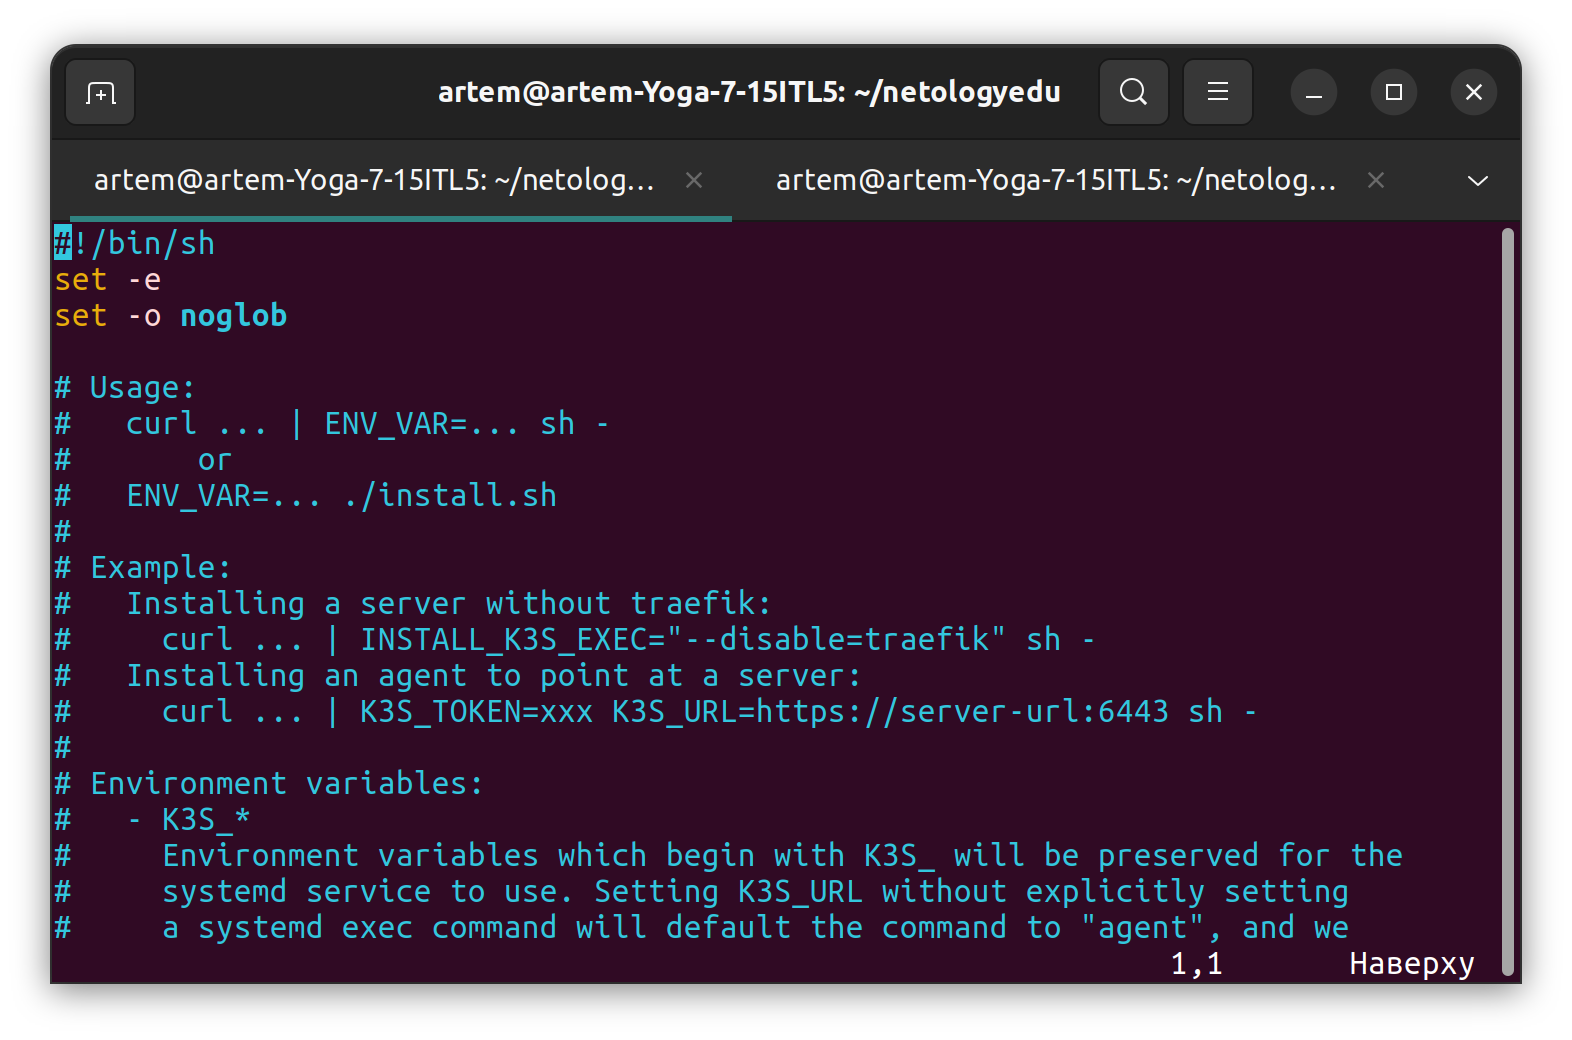 artem@artem-Yoga-7-15ITL5: ~/netologyedu
artem@artem-Yoga-7-15ITL5: ~/netolog...
artem@artem-Yoga-7-15ITL5: ~/netolog...
#!/bin/sh
set -e
set -o noglob

# Usage:
#   curl ... | ENV_VAR=... sh -
#       or
#   ENV_VAR=... ./install.sh
#
# Example:
#   Installing a server without traefik:
#     curl ... | INSTALL_K3S_EXEC="--disable=traefik" sh -
#   Installing an agent to point at a server:
#     curl ... | K3S_TOKEN=xxx K3S_URL=https://server-url:6443 sh -
#
# Environment variables:
#   - K3S_*
#     Environment variables which begin with K3S_ will be preserved for the
#     systemd service to use. Setting K3S_URL without explicitly setting
#     a systemd exec command will default the command to "agent", and we
1,1 Наверху